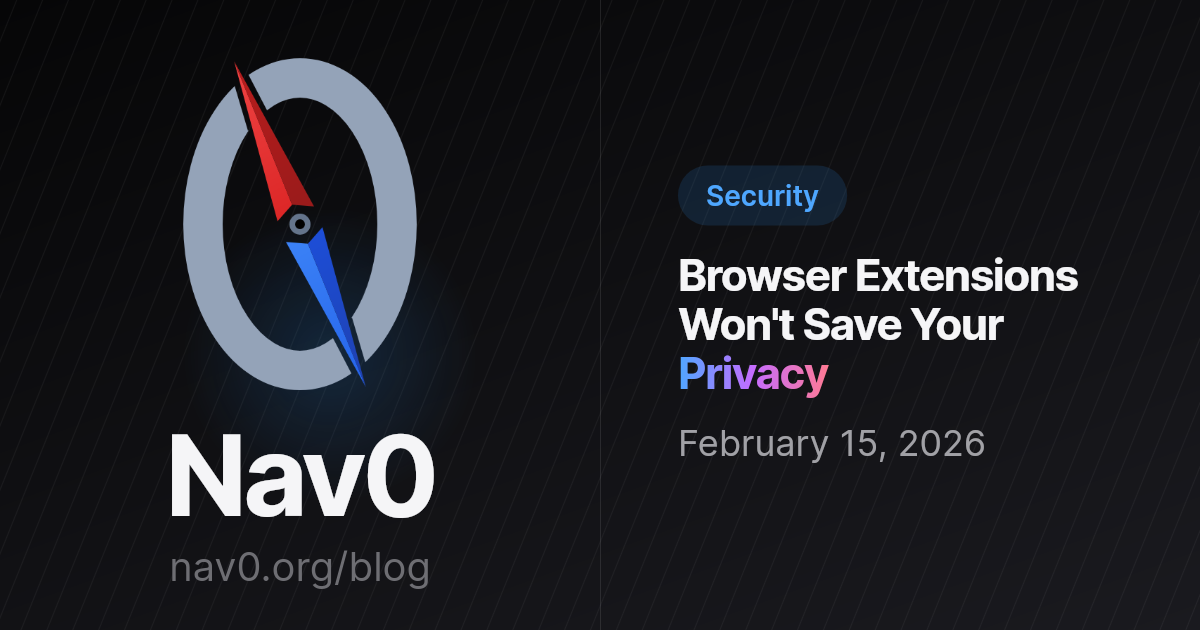 Nav0
nav0.org/blog
Security
Browser Extensions
Won't Save Your
Privacy
February 15, 2026